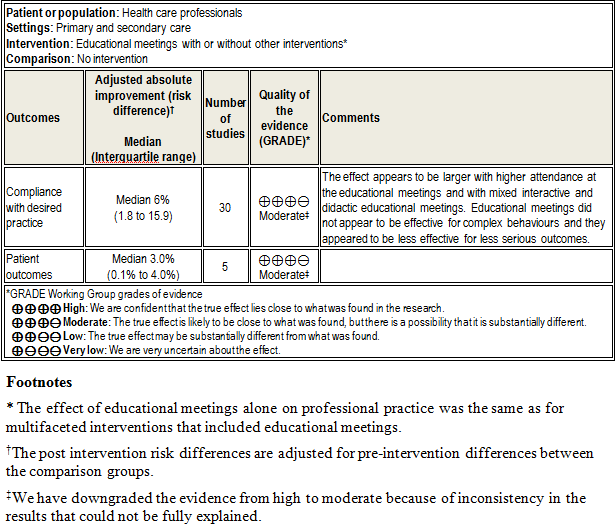 Patient or population: Health care professionals
Settings: Primary and secondary care
Intervention: Educational meetings with or without other interventions*
Comparison: No intervention
Outcomes
Adjusted absolute
improvement (risk
difference)†
Median
(Interquartile range)
Number
of
studies
Quality of
the
evidence
(GRADE)*
Comments
Compliance
with desired
practice
Median 6%
(1.8 to 15.9)
30
⊕⊕⊕⊖
Moderate‡
The effect appears to be larger with higher attendance at
the educational meetings and with mixed interactive and
didactic educational meetings. Educational meetings did
not appear to be effective for complex behaviours and they
appeared to be less effective for less serious outcomes.
Patient
outcomes
Median 3.0%
(0.1% to 4.0%)
5
⊕⊕⊕⊖
Moderate‡
*GRADE Working Group grades of evidence
⊕⊕⊕⊕ High: We are confident that the true effect lies close to what was found in the research.
⊕⊕⊕⊖ Moderate: The true effect is likely to be close to what was found, but there is a possibility that it is substantially different.
⊕⊕⊖⊖ Low: The true effect may be substantially different from what was found.
⊕⊖⊖⊖ Very low: We are very uncertain about the effect.
Footnotes
* The effect of educational meetings alone on professional practice was the same as for
multifaceted interventions that included educational meetings.
†The post intervention risk differences are adjusted for pre-intervention differences between
the comparison groups.
‡We have downgraded the evidence from high to moderate because of inconsistency in the
results that could not be fully explained.